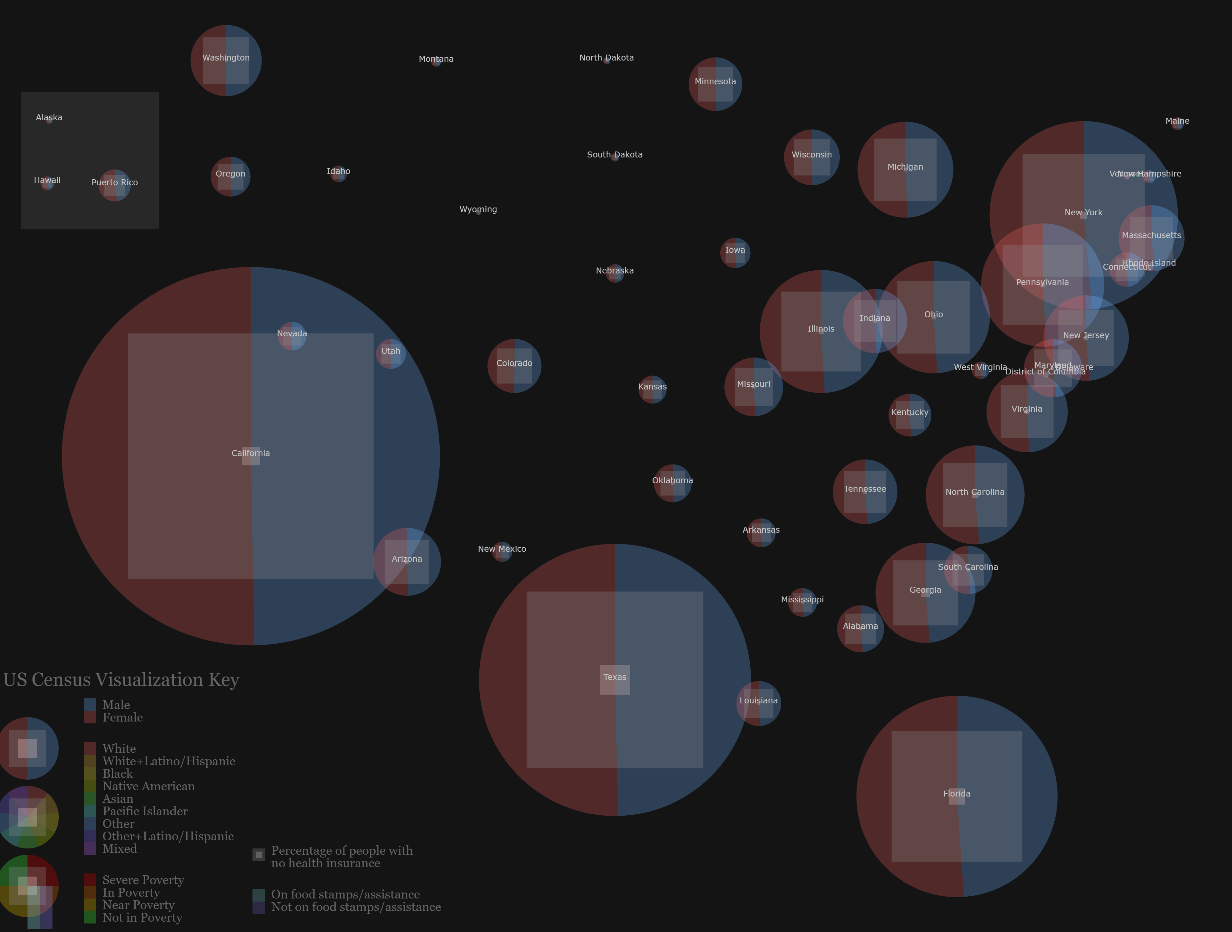 Washington
Montana
North Dakota
Minnesota
Alaska
Maine
South Dakota
Wisconsin
Michigan
Hawaii
Puerto Rico
Oregon
Idaho
New Hampshire
Wyoming
New York
Massachusetts
Iowa
Nebraska
Rhode Island
Connecticut
Pennsylvania
Nevada
Illinois
Indiana
Ohio
New Jersey
Utah
Colorado
Kansas
Missouri
West Virginia
Maryland
Delaware
District of Columbia
Kentucky
Virginia
California
Oklahoma
Tennessee
North Carolina
Arkansas
New Mexico
Arizona
South Carolina
Georgia
Mississippi
Alabama
Texas
Louisiana
Florida
US Census Visualization Key
Male
Female
White
White+Latino/Hispanic
Black
Native American
Asian
Pacific Islander
Other
Other+Latino/Hispanic
Mixed
Severe Poverty
In Poverty
Near Poverty
Not in Poverty
Percentage of people with
no health insurance
On food stamps/assistance
Not on food stamps/assistance